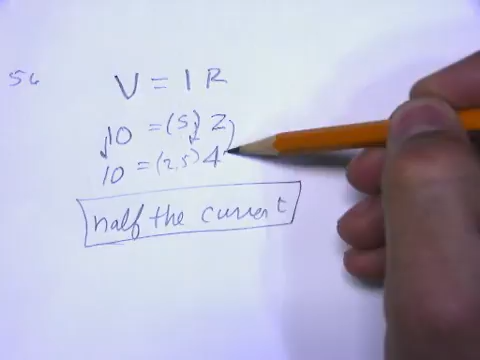 56
V = I R
10 = (5) 2
10 = (2.5) 4
half the current